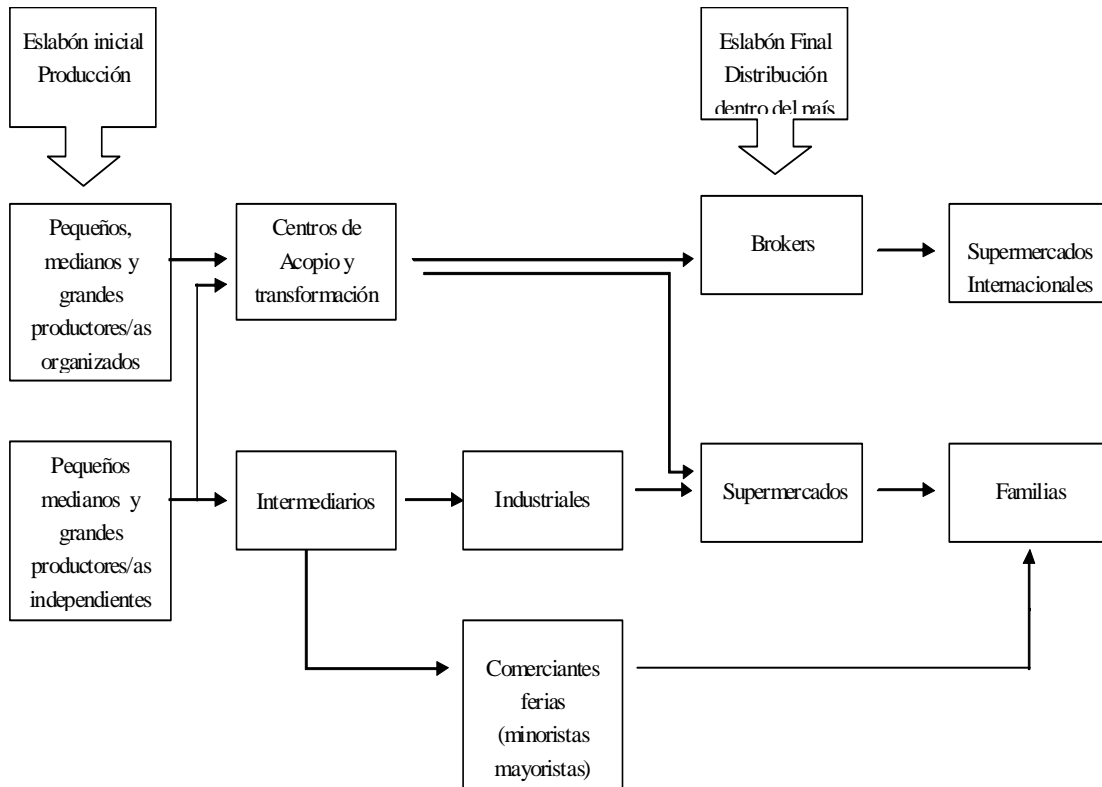 Eslabón inicial
Producción
Eslabón Final
Distribución
dentro del país
Pequeños,
medianos y
grandes
productores/as
organizados
Centros de
Acopio y
transformación
Brokers
Supermercados
Internacionales
Pequeños
medianos y
grandes
productores/as
independientes
Intermediarios
Industriales
Supermercados
Familias
Comerciantes
ferias
(minoristas
mayoristas)